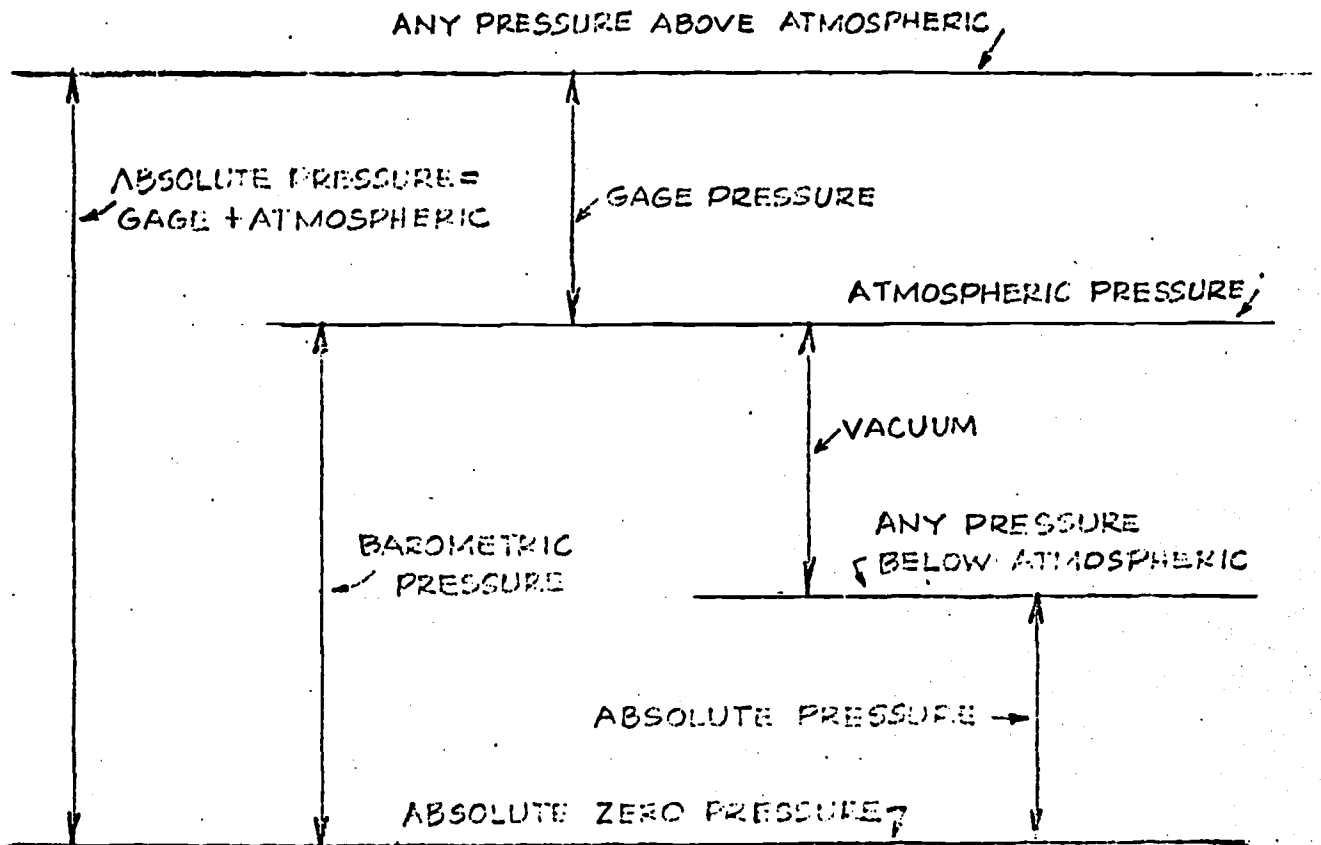 ANY PRESSURE ABOVE ATMOSPHERIC
ABSOLUTE PRESSURE =
GAGE + ATMOSPHERIC
GAGE PRESSURE
ATMOSPHERIC PRESSURE
VACUUM
ANY PRESSURE
BELOW ATMOSPHERIC
BAROMETRIC
PRESSURE
ABSOLUTE PRESSURE
ABSOLUTE ZERO PRESSURE